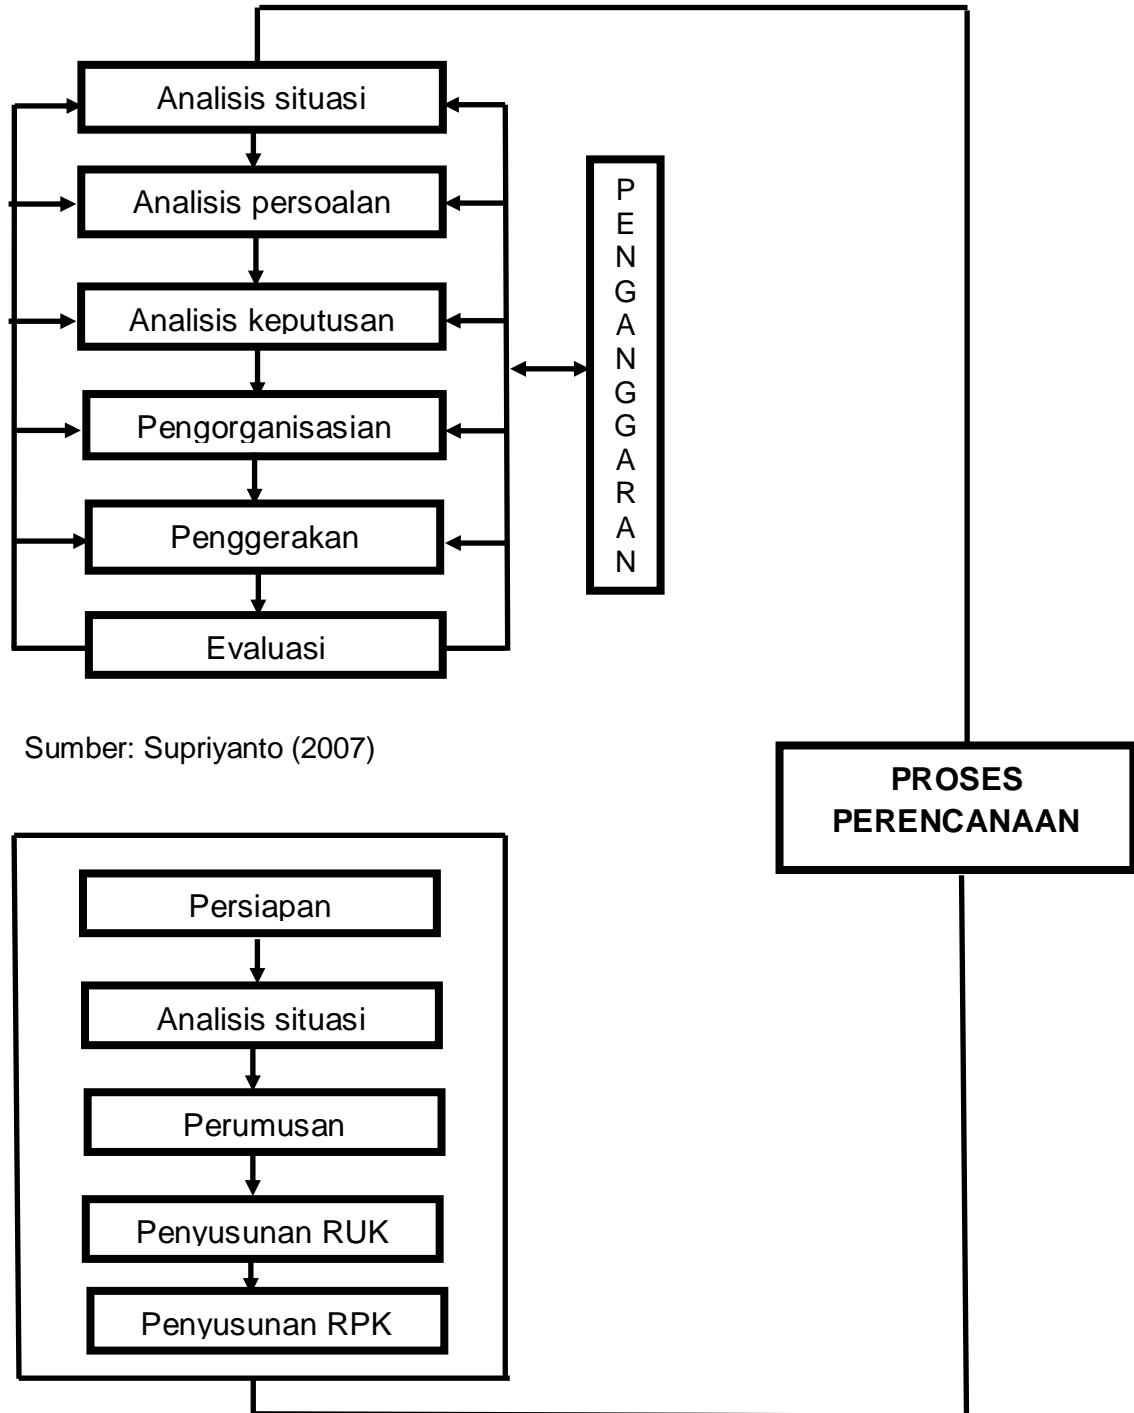 Analisis situasi
Analisis persoalan
Analisis keputusan
Pengorganisasian
Penggerakan
Evaluasi
P
E
N
G
A
N
G
G
A
R
A
N
Sumber: Supriyanto (2007)
PROSES
PERENCANAAN
Persiapan
Analisis situasi
Perumusan
Penyusunan RUK
Penyusunan RPK